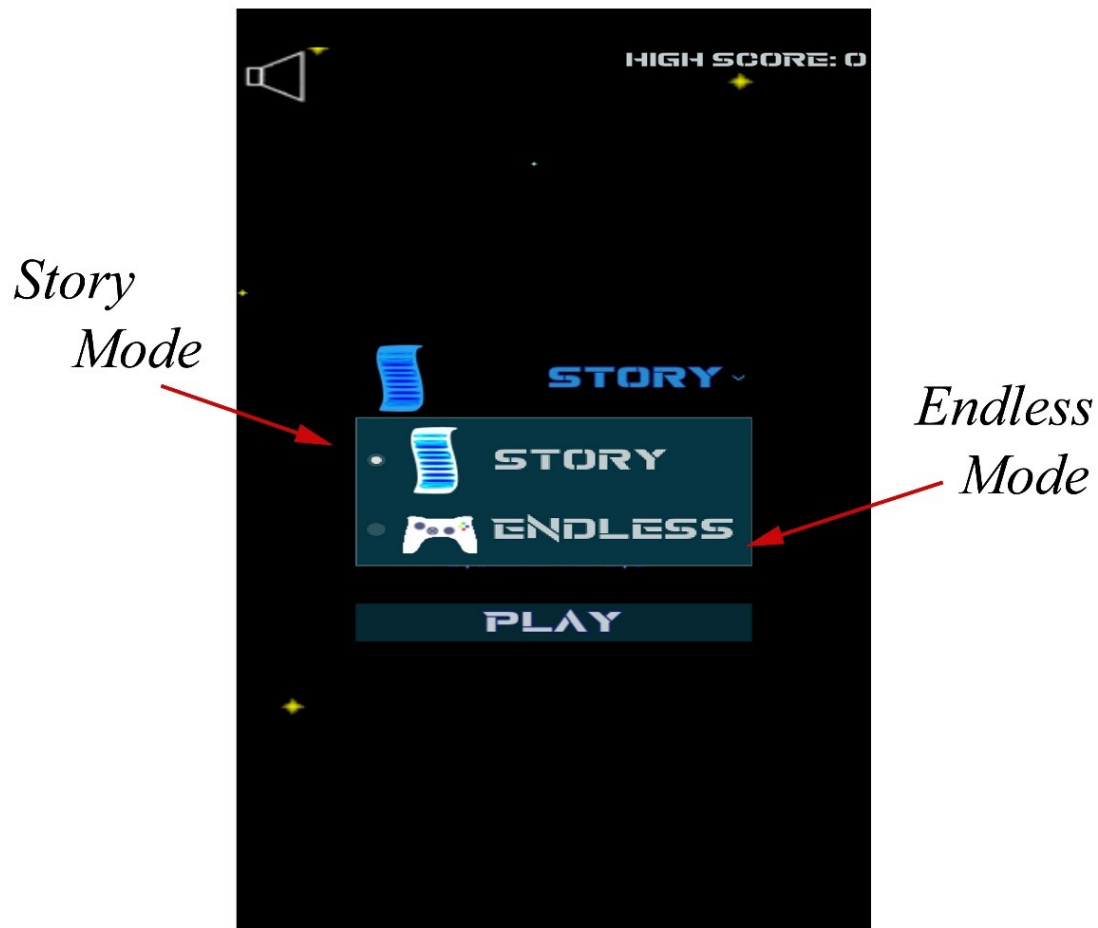 HIGH SCORE: 0
Story
Mode
STORY
STORY
ENDLESS
Endless
Mode
PLAY